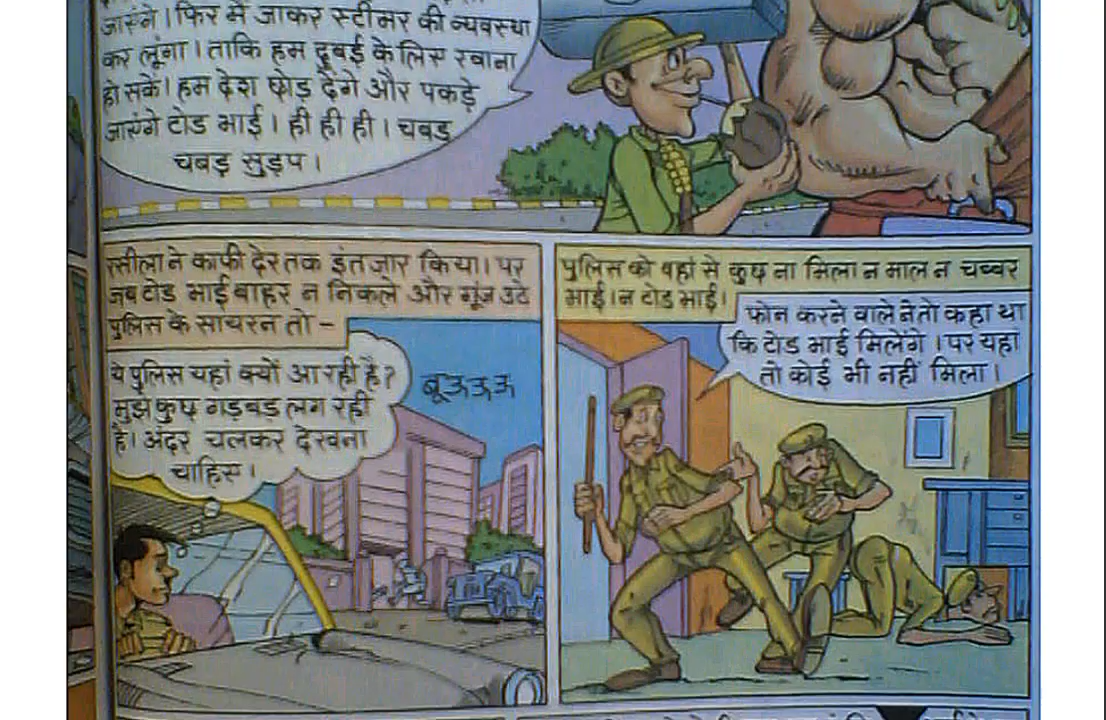 जाएंगे। फिर मैं जाकर स्टीमर की व्यवस्था
कर लूंगा। ताकि हम दुबई के लिए रवाना
हो सकें। हम देश छोड़ देंगे और पकड़े
जाएंगे टोड भाई। ही ही ही। चबड़
चबड़ सुड़प।
रसीला ने काफी देर तक इंतजार किया। पर
जब टोड भाई बाहर न निकले और गूंज उठे
पुलिस के सायरन तो-
ये पुलिस यहां क्यों आ रही है?
मुझे कुछ गड़बड़ लग रही
है। अंदर चलकर देखना
चाहिए।
बूऊऊऊ
पुलिस को वहां से कुछ ना मिला न माल न चब्बर
भाई। न टोड भाई।
फोन करने वाले ने तो कहा था
कि टोड भाई मिलेंगे। पर यहां
तो कोई भी नहीं मिला।